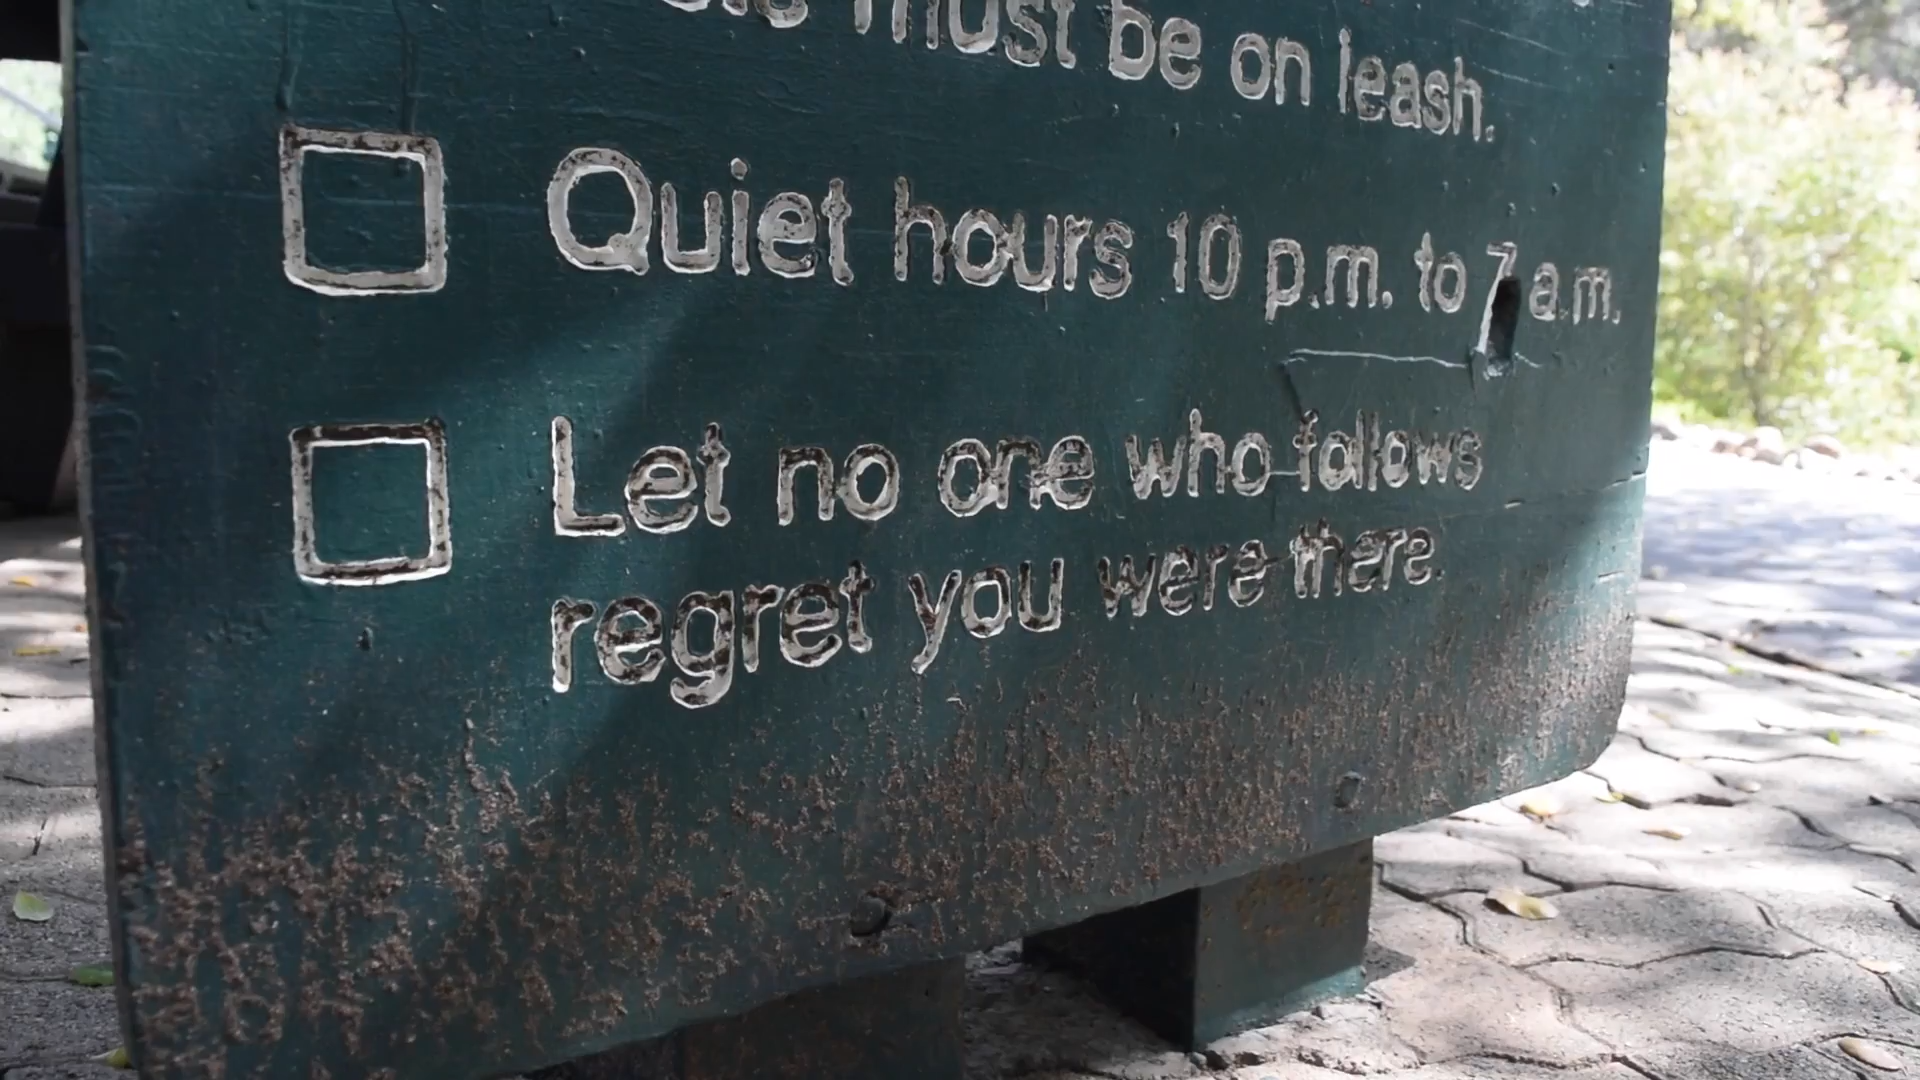 must be on leash.
Quiet hours 10 p.m. to 7 a.m.
Let no one who follows
regret you were there.